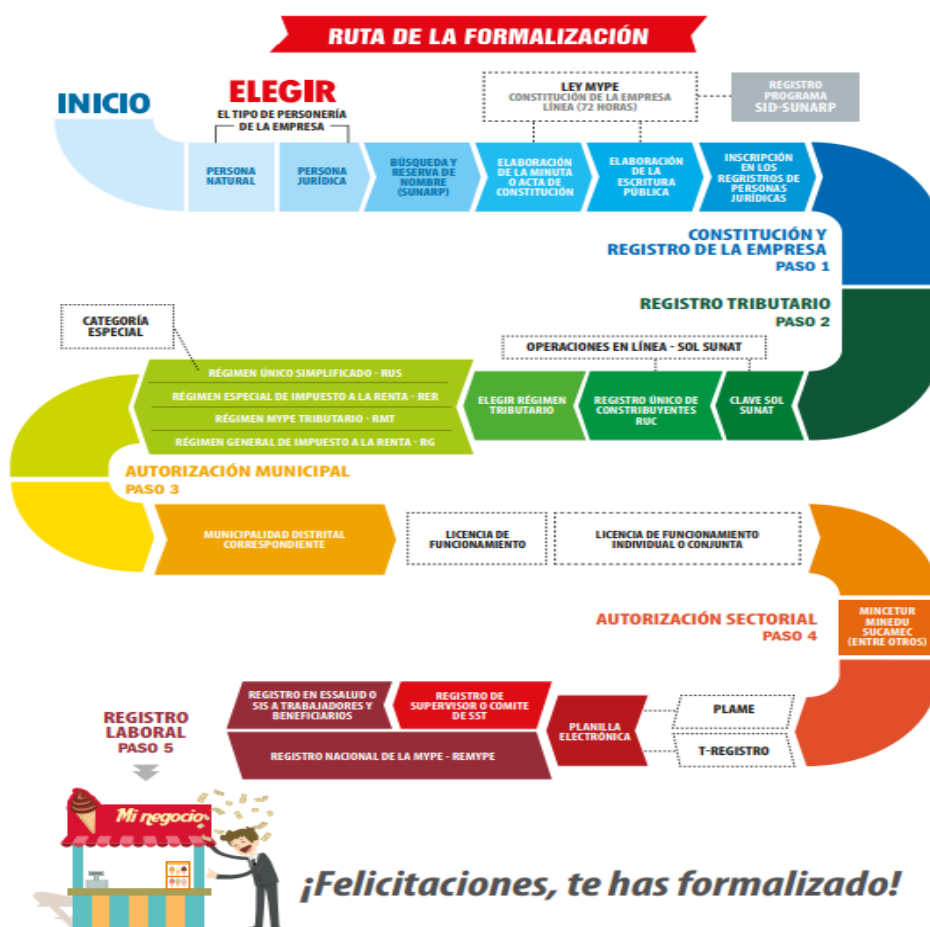 RUTA DE LA FORMALIZACIÓN
INICIO
ELEGIR
EL TIPO DE PERSONERÍA
DE LA EMPRESA
LEY MYPE
CONSTITUCIÓN DE LA EMPRESA
LÍNEA (72 HORAS)
REGISTRO
PROGRAMA
SID-SUNARP
PERSONA
NATURAL
PERSONA
JURÍDICA
BÚSQUEDA Y
RESERVA DE
NOMBRE
(SUNARP)
ELABORACIÓN
DE LA MINUTA
O ACTA DE
CONSTITUCIÓN
ELABORACIÓN
DE LA
ESCRITURA
PÚBLICA
INSCRIPCIÓN
EN LOS
REGRISTROS DE
PERSONAS
JURÍDICAS
CONSTITUCIÓN Y
REGISTRO DE LA EMPRESA
PASO 1
REGISTRO TRIBUTARIO
PASO 2
CATEGORÍA
ESPECIAL
OPERACIONES EN LÍNEA - SOL SUNAT
RÉGIMEN ÚNICO SIMPLIFICADO - RUS
RÉGIMEN ESPECIAL DE IMPUESTO A LA RENTA - RER
RÉGIMEN MYPE TRIBUTARIO - RMT
RÉGIMEN GENERAL DE IMPUESTO A LA RENTA - RG
ELEGIR RÉGIMEN
TRIBUTARIO
REGISTRO ÚNICO DE
CONSTRIBUYENTES
RUC
CLAVE SOL
SUNAT
AUTORIZACIÓN MUNICIPAL
PASO 3
MUNICIPALIDAD DISTRITAL
CORRESPONDIENTE
LICENCIA DE
FUNCIONAMIENTO
LICENCIA DE FUNCIONAMIENTO
INDIVIDUAL O CONJUNTA
AUTORIZACIÓN SECTORIAL
PASO 4
MINCETUR
MINEDU
SUCAMEC
(ENTRE OTROS)
REGISTRO
LABORAL
PASO 5
REGISTRO EN ESSALUD O
SIS A TRABAJADORES Y
BENEFICIARIOS
REGISTRO DE
SUPERVISOR O COMITE
DE SST
REGISTRO NACIONAL DE LA MYPE - REMYPE
PLANILLA
ELECTRÓNICA
PLAME
T-REGISTRO
Mi negocio
¡Felicitaciones, te has formalizado!